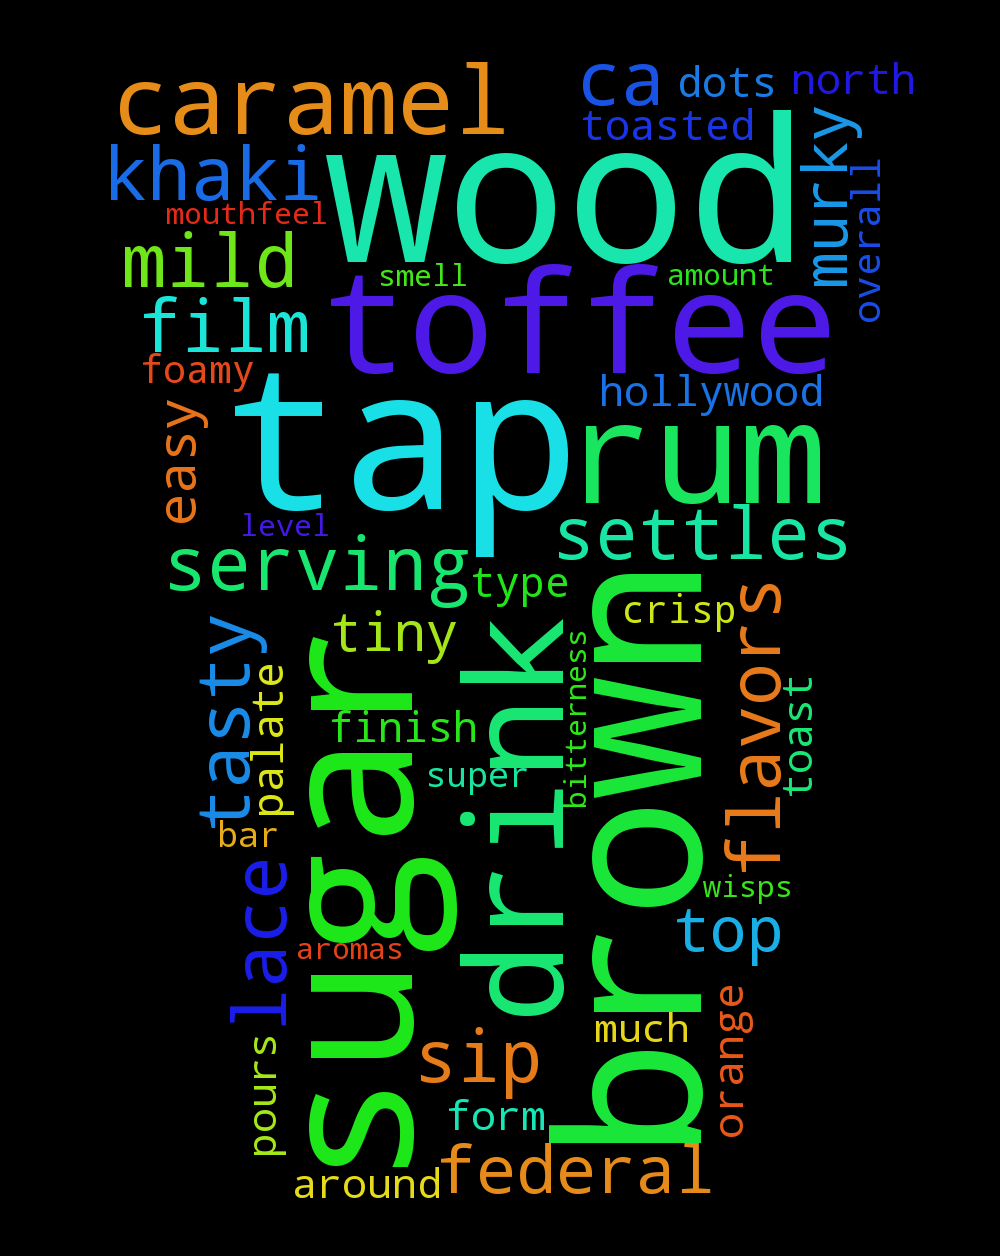 caramel
ca
dots
north
toasted
wood
khaki
murky
overall
mouthfeel
mild
smell
amount
toffee
film
foamy
tap
hollywood
easy
rum
level
settles
serving
type
crisp
flavors
tiny
drink
brown
bitterness
tasty
palate
sugar
finish
super
toast
bar
lace
wisps
top
aromas
orange
much
sip
pours
form
federal
around